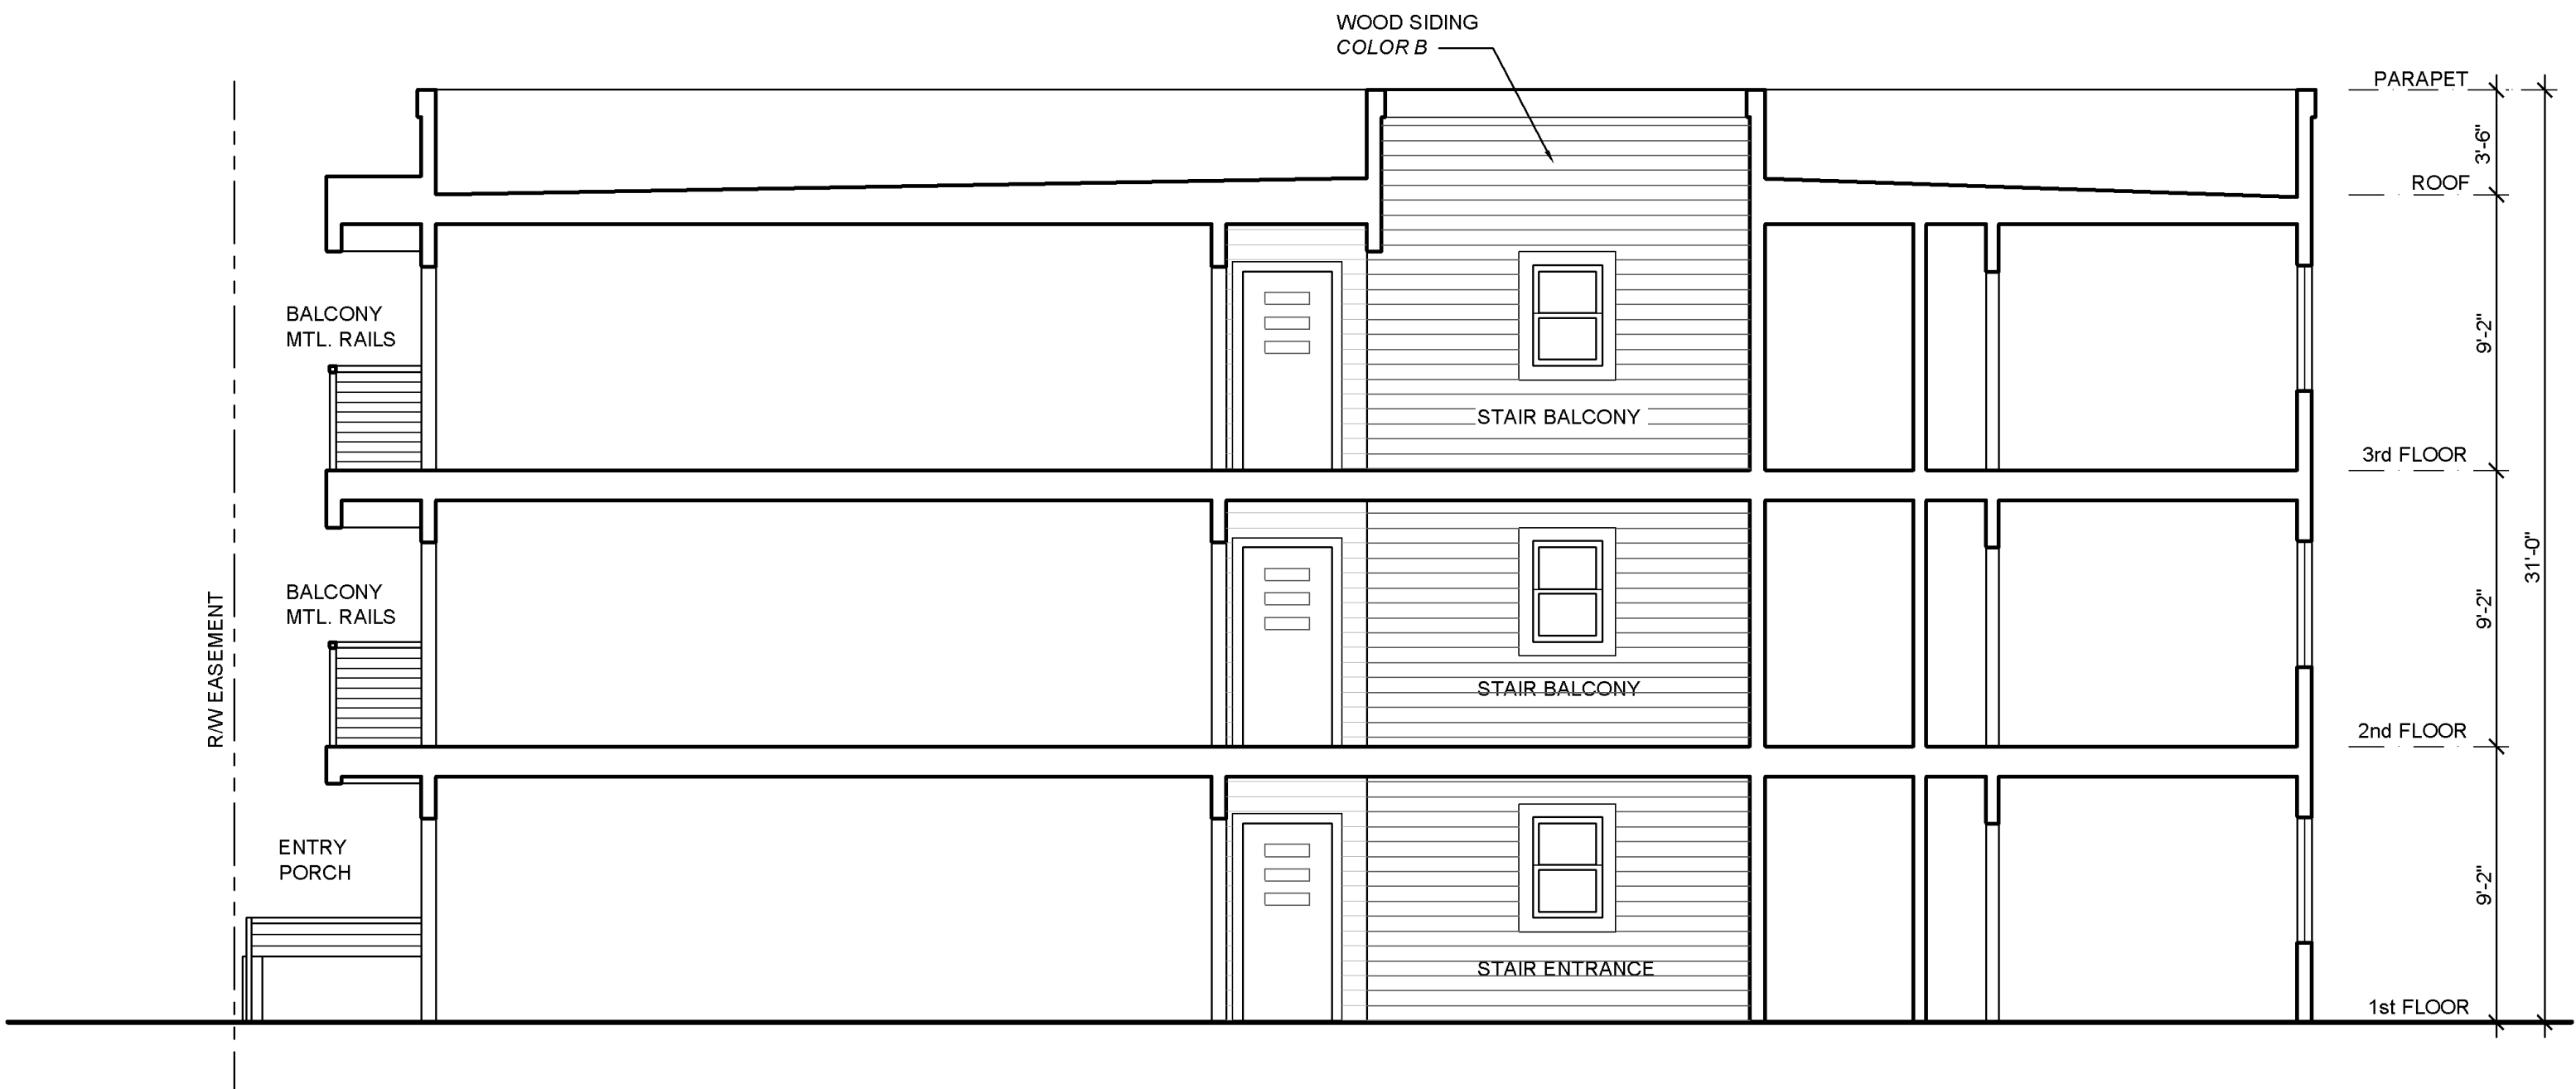 WOOD SIDING
COLOR B
PARAPET
3'-6"
ROOF
BALCONY
MTL. RAILS
9'-2"
STAIR BALCONY
3rd FLOOR
31'-0"
BALCONY
MTL. RAILS
9'-2"
R/W EASEMENT
STAIR BALCONY
2nd FLOOR
ENTRY
PORCH
9'-2"
STAIR ENTRANCE
1st FLOOR